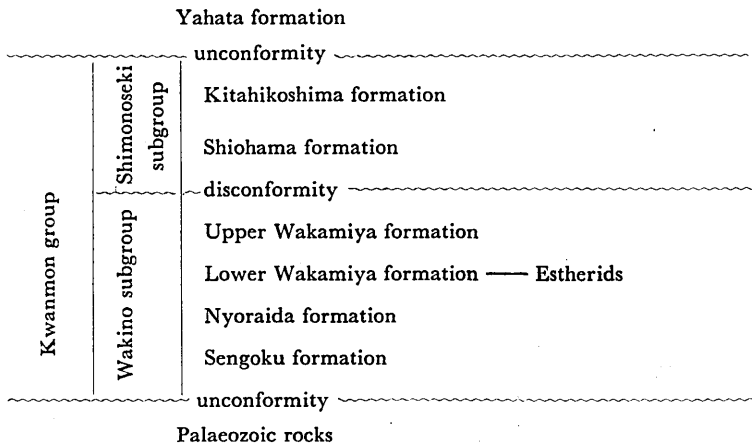 Yahata formation
unconformity
Kwanmon group
Shimonoseki
subgroup
Kitahikoshima formation
Shiohama formation
disconformity
Wakino subgroup
Upper Wakamiya formation
Lower Wakamiya formation —— Estherids
Nyoraida formation
Sengoku formation
unconformity
Palaeozoic rocks